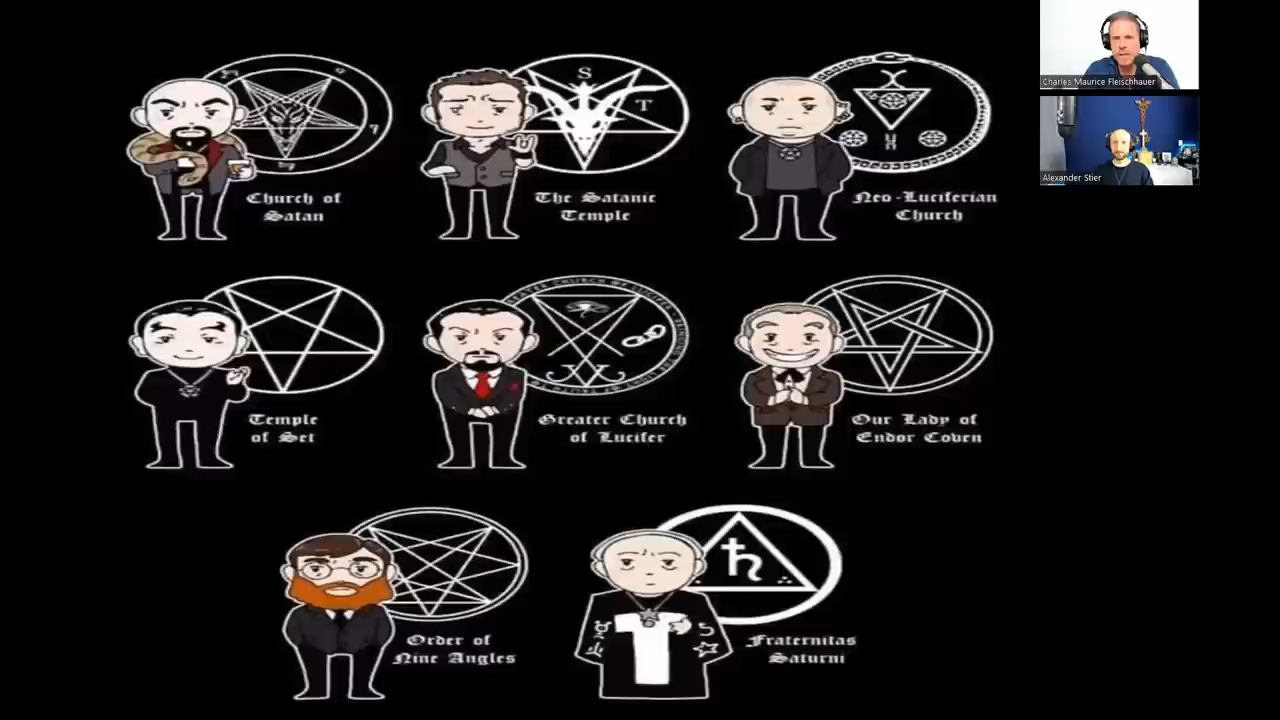 Charles Maurice Fleischhauer
Alexander Stier
S
T
Church of
Satan
The Satanic
Temple
Neo-Luciferian
Church
Temple
of Set
Greater Church
of Lucifer
Our Lady of
Endor Coven
Order of
Nine Angles
Fraternitas
Saturni